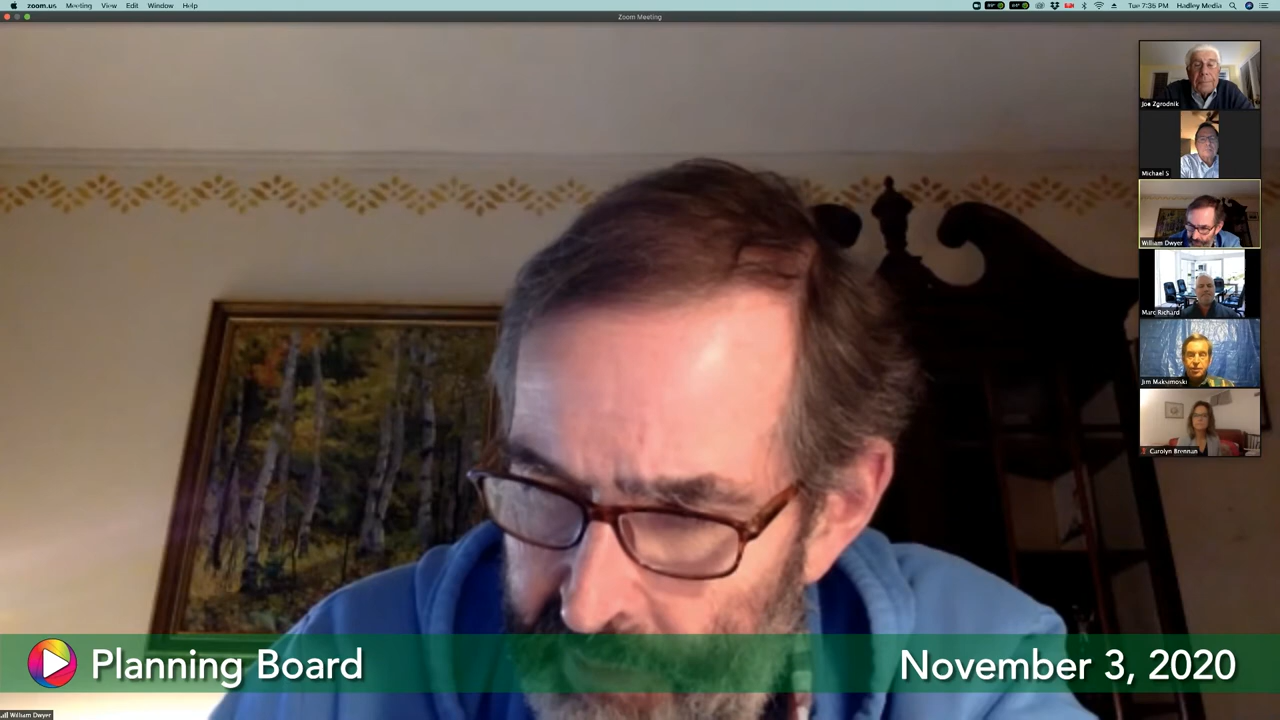 zoom.us Meeting View Edit Window Help
Tue 7:35 PM Hadley Media
Zoom Meeting
Joe Zgrodnik
Michael S
William Dwyer
Marc Richard
Jim Maksimoski
Carolyn Brennan
Planning Board
November 3, 2020
William Dwyer